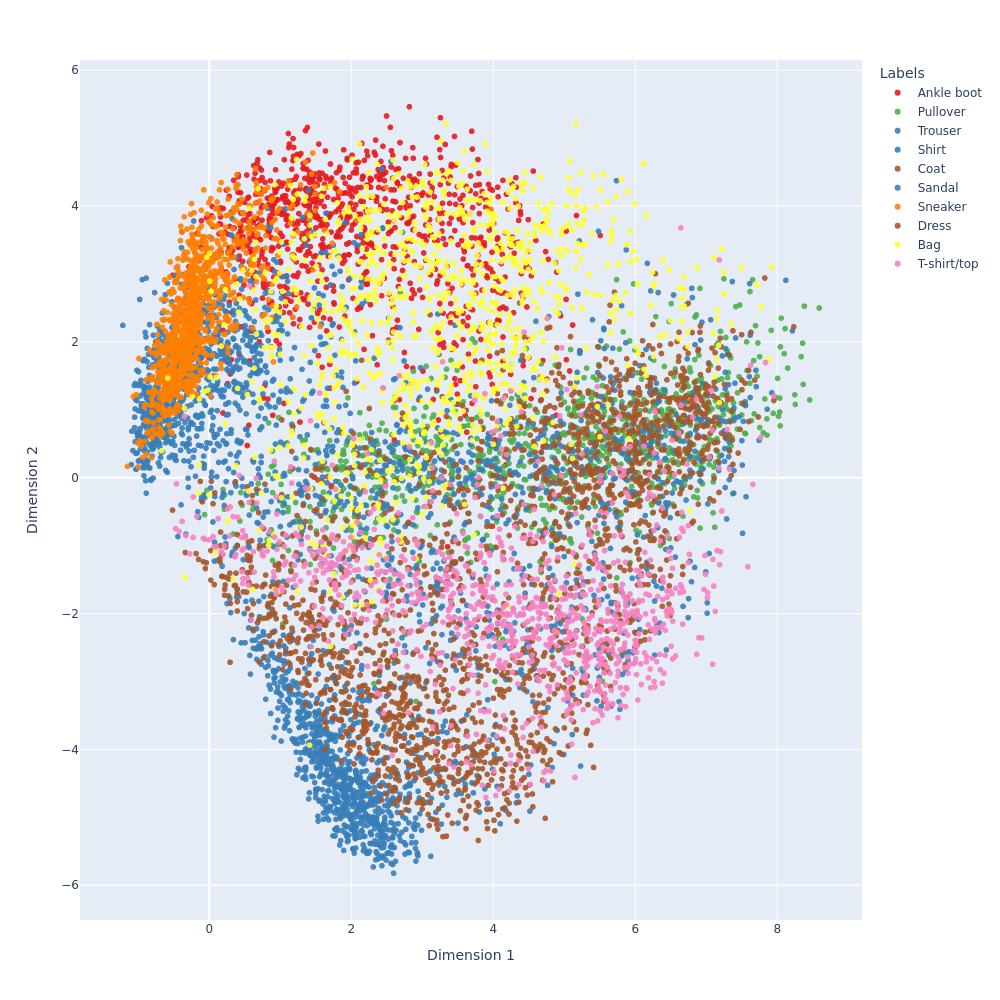 Labels
Ankle boot
Pullover
Trouser
Shirt
Coat
Sandal
Sneaker
Dress
Bag
T-shirt/top
6
4
2
0
−2
−4
−6
Dimension 2
0 2 4 6 8
Dimension 1